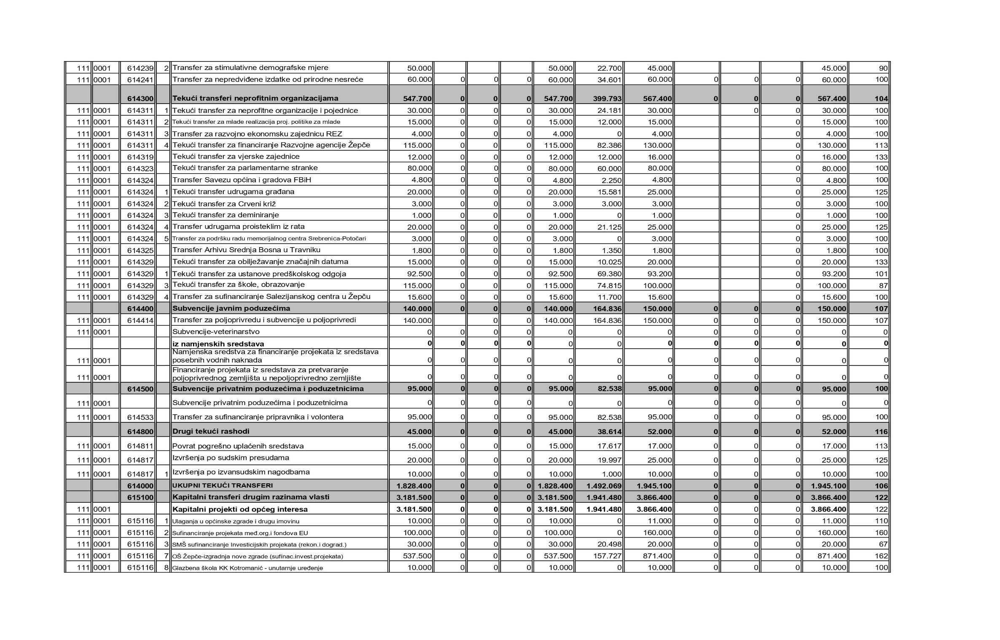 111 0001 614239 2 Transfer za stimulativne demografske mjere 50.000 50.000 22.700 45.000 45.000 90
111 0001 614241 Transfer za nepredviđene izdatke od prirodne nesreće 60.000 0 0 0 60.000 34.601 60.000 0 0 0 60.000 100
614300 Tekući transferi neprofitnim organizacijama 547.700 0 0 0 547.700 399.793 567.400 0 0 0 567.400 104
111 0001 614311 1 Tekući transfer za neprofitne organizacije i pojednice 30.000 0 0 0 30.000 24.181 30.000 0 0 30.000 100
111 0001 614311 2 Tekući transfer za mlade realizacija proj. politike za mlade 15.000 0 0 0 15.000 12.000 15.000 0 15.000 100
111 0001 614311 3 Transfer za razvojno ekonomsku zajednicu REZ 4.000 0 0 0 4.000 0 4.000 0 4.000 100
111 0001 614311 4 Tekući transfer za financiranje Razvojne agencije Žepče 115.000 0 0 0 115.000 82.386 130.000 0 130.000 113
111 0001 614319 Tekući transfer za vjerske zajednice 12.000 0 0 0 12.000 12.000 16.000 0 16.000 133
111 0001 614323 Tekući transfer za parlamentarne stranke 80.000 0 0 0 80.000 60.000 80.000 0 80.000 100
111 0001 614324 Transfer Savezu općina i gradova FBiH 4.800 0 0 0 4.800 2.250 4.800 0 4.800 100
111 0001 614324 1 Tekući transfer udrugama građana 20.000 0 0 0 20.000 15.581 25.000 0 25.000 125
111 0001 614324 2 Tekući transfer za Crveni križ 3.000 0 0 0 3.000 3.000 3.000 0 3.000 100
111 0001 614324 3 Tekući transfer za deminiranje 1.000 0 0 0 1.000 0 1.000 0 1.000 100
111 0001 614324 4 Transfer udrugama proisteklim iz rata 20.000 0 0 0 20.000 21.125 25.000 0 25.000 125
111 0001 614324 5 Transfer za podršku radu memorijalnog centra Srebrenica-Potočari 3.000 0 0 0 3.000 0 3.000 0 3.000 100
111 0001 614325 Transfer Arhivu Srednja Bosna u Travniku 1.800 0 0 0 1.800 1.350 1.800 0 1.800 100
111 0001 614329 Tekući transfer za obilježavanje značajnih datuma 15.000 0 0 0 15.000 10.025 20.000 0 20.000 133
111 0001 614329 1 Tekući transfer za ustanove predškolskog odgoja 92.500 0 0 0 92.500 69.380 93.200 0 93.200 101
111 0001 614329 3 Tekući transfer za škole, obrazovanje 115.000 0 0 0 115.000 74.815 100.000 0 100.000 87
111 0001 614329 4 Transfer za sufinanciranje Salezijanskog centra u Žepču 15.600 0 0 0 15.600 11.700 15.600 0 15.600 100
614400 Subvencije javnim poduzećima 140.000 0 0 0 140.000 164.836 150.000 0 0 0 150.000 107
111 0001 614414 Transfer za poljoprivredu i subvencije u poljoprivredi 140.000 0 0 140.000 164.836 150.000 0 0 0 150.000 107
111 0001 Subvencije-veterinarstvo 0 0 0 0 0 0 0 0 0 0 0 0
iz namjenskih sredstava 0 0 0 0 0 0 0 0 0 0 0 0
Namjenska sredstva za financiranje projekata iz sredstava
111 0001 posebnih vodnih naknada 0 0 0 0 0 0 0 0 0 0 0 0
Financiranje projekata iz sredstava za pretvaranje
111 0001 poljoprivrednog zemljišta u nepoljoprivredno zemljište 0 0 0 0 0 0 0 0 0 0 0 0
614500 Subvencije privatnim poduzećima i poduzetnicima 95.000 0 0 0 95.000 82.538 95.000 0 0 0 95.000 100
111 0001 Subvencije privatnim poduzećima i poduzetnicima 0 0 0 0 0 0 0 0 0 0 0 0
111 0001 614533 Transfer za sufinanciranje pripravnika i volontera 95.000 0 0 0 95.000 82.538 95.000 0 0 0 95.000 100
614800 Drugi tekući rashodi 45.000 0 0 0 45.000 38.614 52.000 0 0 0 52.000 116
111 0001 614811 Povrat pogrešno uplaćenih sredstava 15.000 0 0 0 15.000 17.617 17.000 0 0 0 17.000 113
111 0001 614817 Izvršenja po sudskim presudama 20.000 0 0 0 20.000 19.997 25.000 0 0 0 25.000 125
111 0001 614817 1 Izvršenja po izvansudskim nagodbama 10.000 0 0 0 10.000 1.000 10.000 0 0 0 10.000 100
614000 UKUPNI TEKUĆI TRANSFERI 1.828.400 0 0 0 1.828.400 1.492.069 1.945.100 0 0 0 1.945.100 106
615100 Kapitalni transferi drugim razinama vlasti 3.181.500 0 0 0 3.181.500 1.941.480 3.866.400 0 0 0 3.866.400 122
111 0001 Kapitalni projekti od općeg interesa 3.181.500 0 0 0 3.181.500 1.941.480 3.866.400 0 0 0 3.866.400 122
111 0001 615116 1 Ulaganja u općinske zgrade i drugu imovinu 10.000 0 0 0 10.000 0 11.000 0 0 0 11.000 110
111 0001 615116 2 Sufinanciranje projekata međ.org.i fondova EU 100.000 0 0 0 100.000 0 160.000 0 0 0 160.000 160
111 0001 615116 3 SMŠ sufinanciranje Investicijskih projekata (rekon.i dograd.) 30.000 0 0 0 30.000 20.498 20.000 0 0 0 20.000 67
111 0001 615116 7 OŠ Žepče-izgradnja nove zgrade (sufinac.invest.projekata) 537.500 0 0 0 537.500 157.727 871.400 0 0 0 871.400 162
111 0001 615116 8 Glazbena škola KK Kotromanić - unutarnje uređenje 10.000 0 0 0 10.000 0 10.000 0 0 0 10.000 100